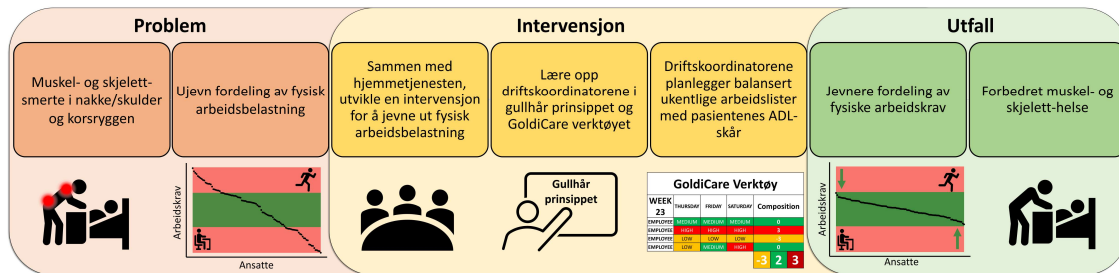 Problem
Muskel- og skjelett-
smerte i nakke/skulder
og korsryggen
Ujevn fordeling av fysisk
arbeidsbelastning
Arbeidskrav
Ansatte
Intervensjon
Sammen med
hjemmetjenesten,
utvikle en intervensjon
for å jevne ut fysisk
arbeidsbelastning
Lære opp
driftskoordinatorene i
gullhår prinsippet og
GoldiCare verktøyet
Driftskoordinatorene
planlegger balansert
ukentlige arbeidslister
med pasientenes ADL-
skår
Gullhår
prinsippet
GoldiCare Verktøy
WEEK 23 THURSDAY FRIDAY SATURDAY Composition
EMPLOYEE MEDIUM MEDIUM MEDIUM 0
EMPLOYEE HIGH HIGH HIGH 3
EMPLOYEE LOW LOW LOW
EMPLOYEE LOW MEDIUM HIGH 0
-3 2 3
Utfall
Jevnere fordeling av
fysiske arbeidskrav
Forbedret muskel- og
skjelett-helse
Arbeidskrav
Ansatte